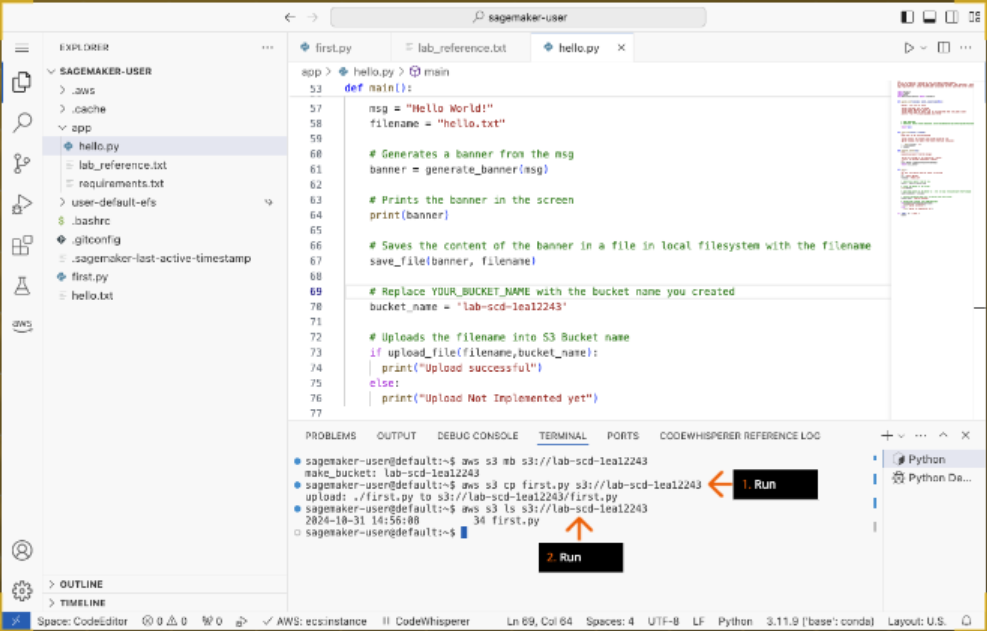 sagemaker-user
EXPLORER
SAGEMAKER-USER
.aws
.cache
app
hello.py
lab_reference.txt
requirements.txt
user-default-efs
.bashrc
.gitconfig
.sagemaker-last-active-timestamp
first.py
hello.txt
OUTLINE
TIMELINE
first.py
lab_reference.txt
hello.py
app > hello.py > main
53 def main():
57 msg = "Hello World!"
58 filename = "hello.txt"
59
60 # Generates a banner from the msg
61 banner = generate_banner(msg)
62
63 # Prints the banner in the screen
64 print(banner)
65
66 # Saves the content of the banner in a file in local filesystem with the filename
67 save_file(banner, filename)
68
69 # Replace YOUR_BUCKET_NAME with the bucket name you created
70 bucket_name = 'lab-scd-1ea12243'
71
72 # Uploads the filename into S3 Bucket name
73 if upload_file(filename,bucket_name):
74 print("Upload successful")
75 else:
76 print("Upload Not Implemented yet")
77
PROBLEMS OUTPUT DEBUG CONSOLE TERMINAL PORTS CODEWHISPERER REFERENCE LOG
sagemaker-user@default:~$ aws s3 mb s3://lab-scd-1ea12243
make_bucket: lab-scd-1ea12243
sagemaker-user@default:~$ aws s3 cp first.py s3://lab-scd-1ea12243
upload: ./first.py to s3://lab-scd-1ea12243/first.py
sagemaker-user@default:~$ aws s3 ls s3://lab-scd-1ea12243
2024-10-31 14:56:08 34 first.py
sagemaker-user@default:~$
1. Run
2. Run
Python
Python De...
aws
Space: CodeEditor 0 0 0 AWS: ecs:instance CodeWhisperer Ln 69, Col 64 Spaces: 4 UTF-8 LF Python 3.11.9 ('base': conda) Layout: U.S.